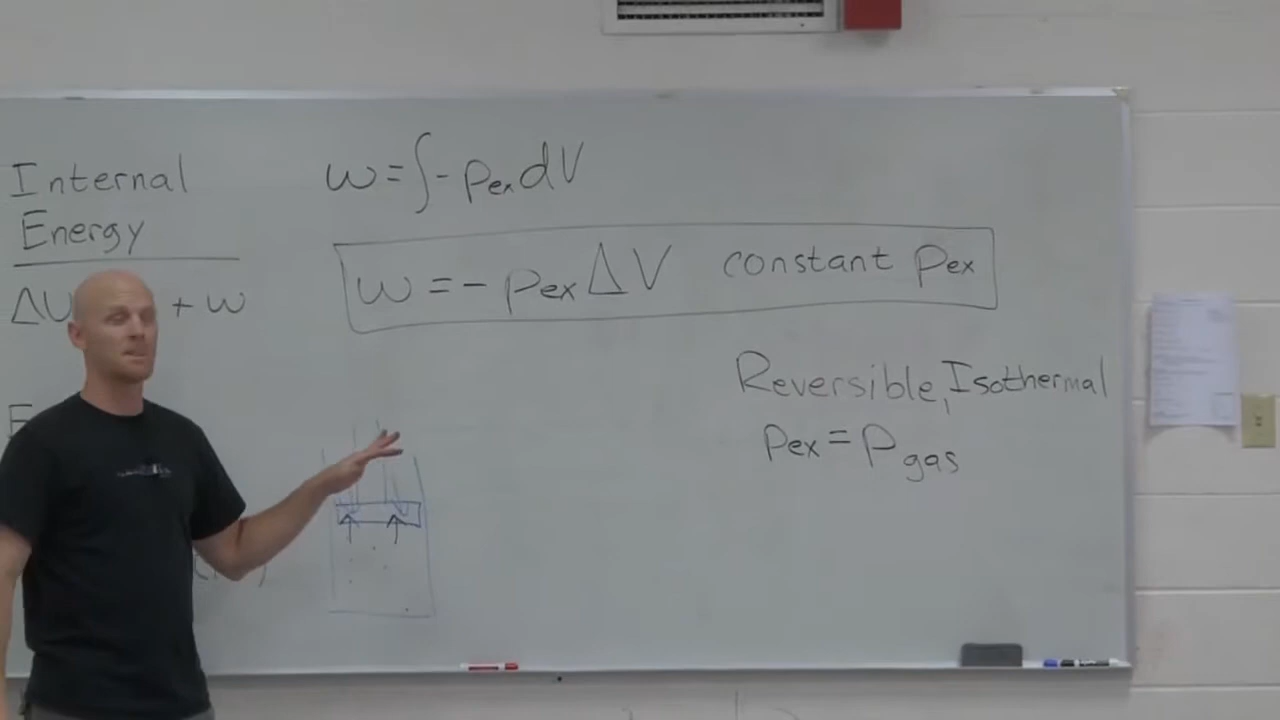 Internal
Energy
ΔU + w
w = ∫ - pex dV
w = - pex ΔV constant pex
Reversible, Isothermal
pex = pgas